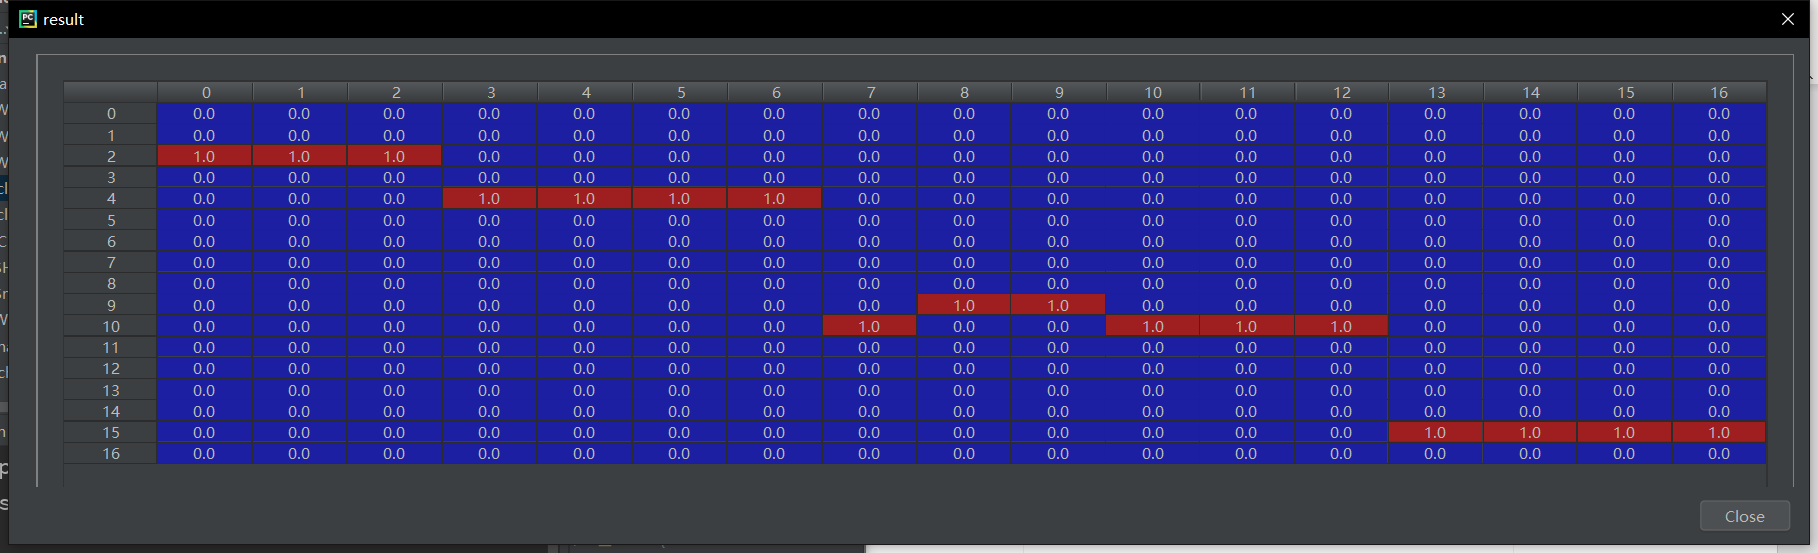 PC result
0 1 2 3 4 5 6 7 8 9 10 11 12 13 14 15 16
0 0.0 0.0 0.0 0.0 0.0 0.0 0.0 0.0 0.0 0.0 0.0 0.0 0.0 0.0 0.0 0.0 0.0
1 0.0 0.0 0.0 0.0 0.0 0.0 0.0 0.0 0.0 0.0 0.0 0.0 0.0 0.0 0.0 0.0 0.0
2 1.0 1.0 1.0 0.0 0.0 0.0 0.0 0.0 0.0 0.0 0.0 0.0 0.0 0.0 0.0 0.0 0.0
3 0.0 0.0 0.0 0.0 0.0 0.0 0.0 0.0 0.0 0.0 0.0 0.0 0.0 0.0 0.0 0.0 0.0
4 0.0 0.0 0.0 1.0 1.0 1.0 1.0 0.0 0.0 0.0 0.0 0.0 0.0 0.0 0.0 0.0 0.0
5 0.0 0.0 0.0 0.0 0.0 0.0 0.0 0.0 0.0 0.0 0.0 0.0 0.0 0.0 0.0 0.0 0.0
6 0.0 0.0 0.0 0.0 0.0 0.0 0.0 0.0 0.0 0.0 0.0 0.0 0.0 0.0 0.0 0.0 0.0
7 0.0 0.0 0.0 0.0 0.0 0.0 0.0 0.0 0.0 0.0 0.0 0.0 0.0 0.0 0.0 0.0 0.0
8 0.0 0.0 0.0 0.0 0.0 0.0 0.0 0.0 0.0 0.0 0.0 0.0 0.0 0.0 0.0 0.0 0.0
9 0.0 0.0 0.0 0.0 0.0 0.0 0.0 0.0 1.0 1.0 0.0 0.0 0.0 0.0 0.0 0.0 0.0
10 0.0 0.0 0.0 0.0 0.0 0.0 0.0 1.0 0.0 0.0 1.0 1.0 1.0 0.0 0.0 0.0 0.0
11 0.0 0.0 0.0 0.0 0.0 0.0 0.0 0.0 0.0 0.0 0.0 0.0 0.0 0.0 0.0 0.0 0.0
12 0.0 0.0 0.0 0.0 0.0 0.0 0.0 0.0 0.0 0.0 0.0 0.0 0.0 0.0 0.0 0.0 0.0
13 0.0 0.0 0.0 0.0 0.0 0.0 0.0 0.0 0.0 0.0 0.0 0.0 0.0 0.0 0.0 0.0 0.0
14 0.0 0.0 0.0 0.0 0.0 0.0 0.0 0.0 0.0 0.0 0.0 0.0 0.0 0.0 0.0 0.0 0.0
15 0.0 0.0 0.0 0.0 0.0 0.0 0.0 0.0 0.0 0.0 0.0 0.0 0.0 1.0 1.0 1.0 1.0
16 0.0 0.0 0.0 0.0 0.0 0.0 0.0 0.0 0.0 0.0 0.0 0.0 0.0 0.0 0.0 0.0 0.0
Close